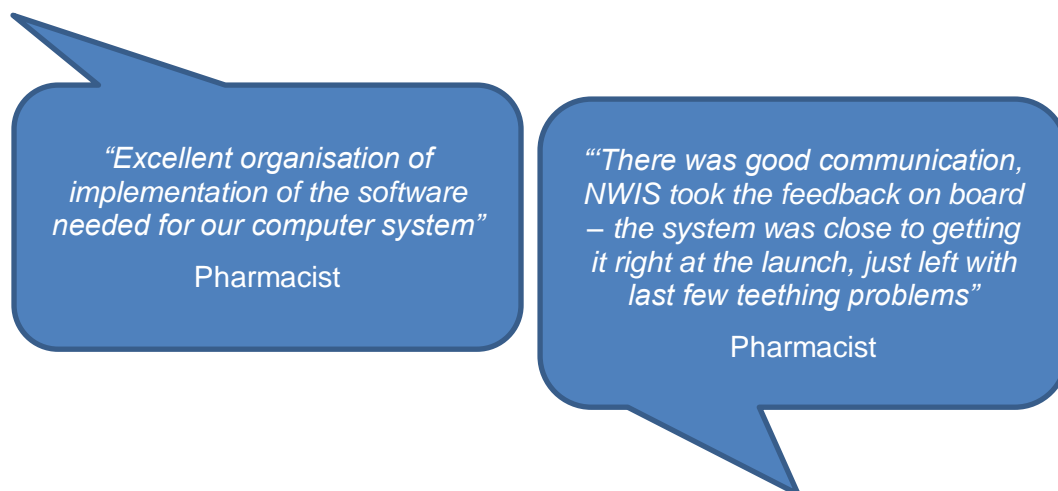 “Excellent organisation of
implementation of the software
needed for our computer system”
Pharmacist
“‘There was good communication,
NWIS took the feedback on board
– the system was close to getting
it right at the launch, just left with
last few teething problems”
Pharmacist